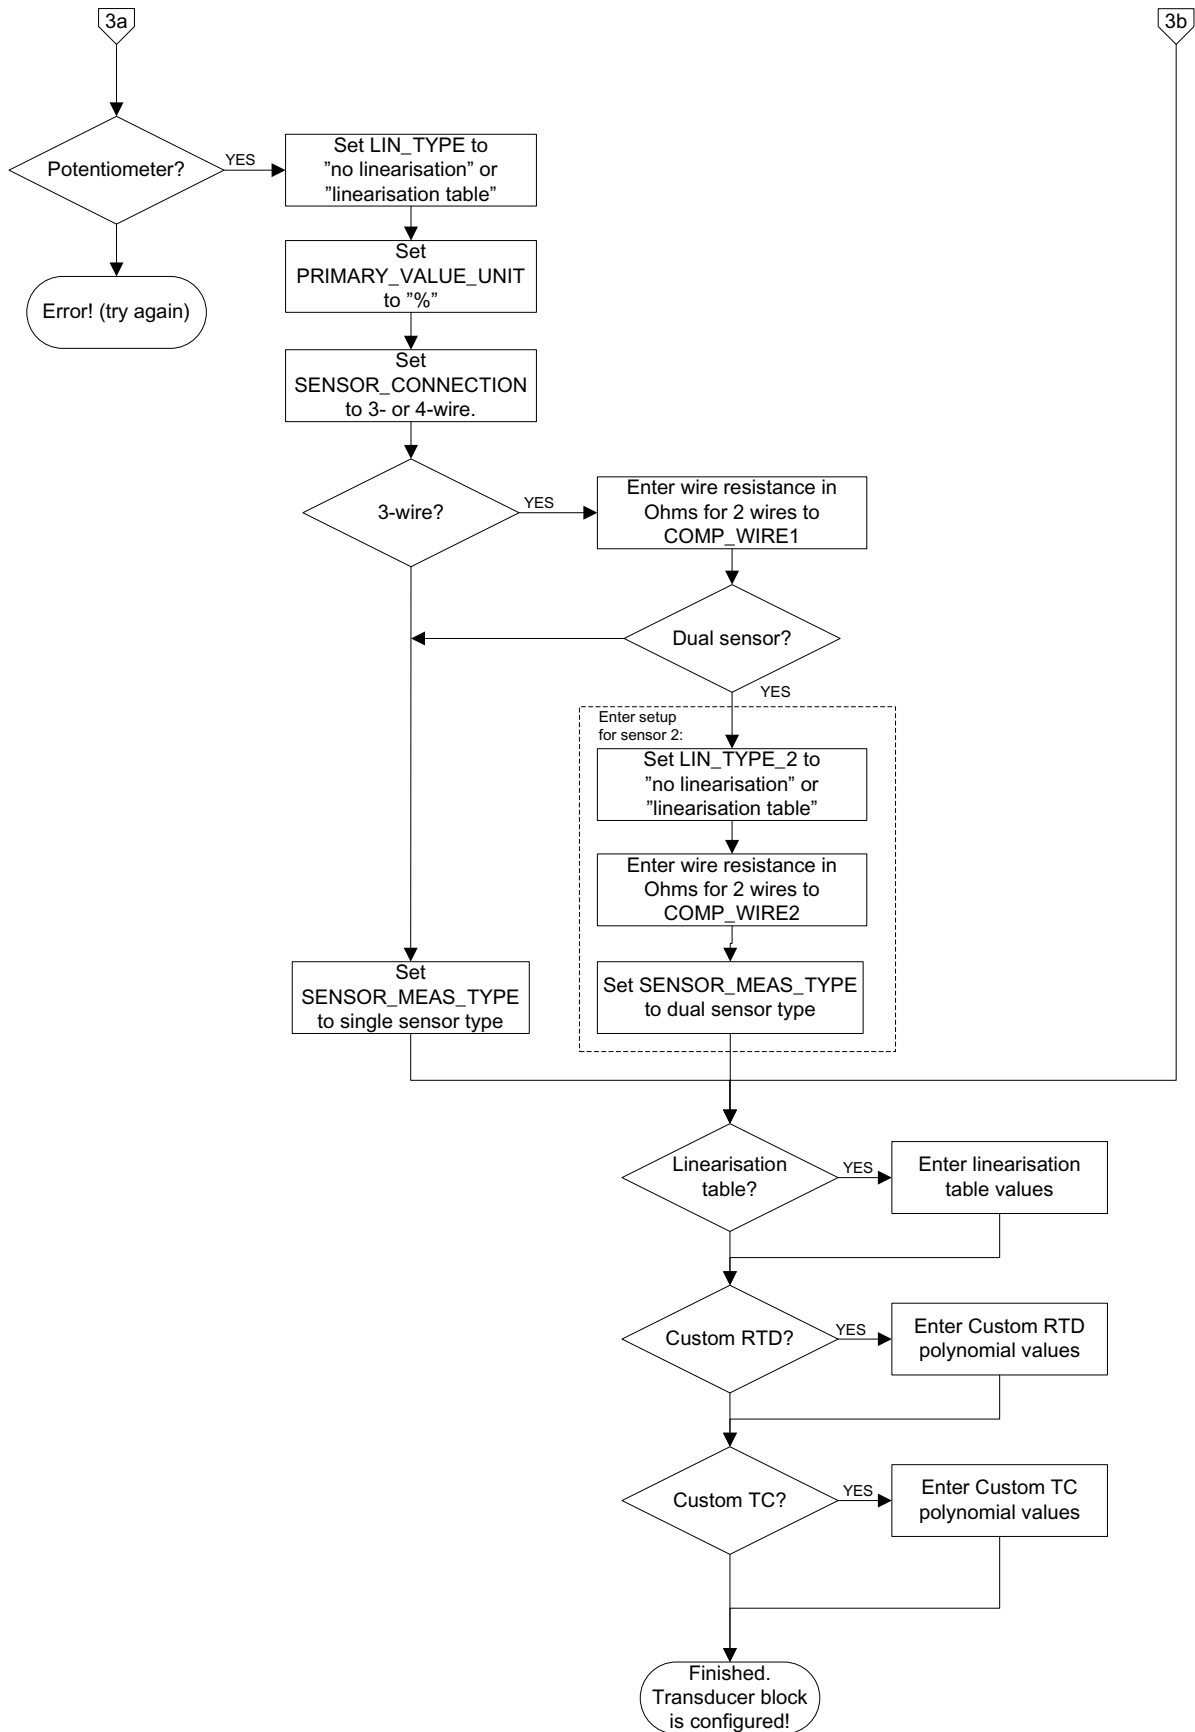 3a
3b
Potentiometer?
YES
Set LIN_TYPE to
”no linearisation” or
”linearisation table”
Set
PRIMARY_VALUE_UNIT
to ”%”
Error! (try again)
Set
SENSOR_CONNECTION
to 3- or 4-wire.
3-wire?
YES
Enter wire resistance in
Ohms for 2 wires to
COMP_WIRE1
Dual sensor?
YES
Enter setup
for sensor 2:
Set LIN_TYPE_2 to
”no linearisation” or
”linearisation table”
Enter wire resistance in
Ohms for 2 wires to
COMP_WIRE2
Set
SENSOR_MEAS_TYPE
to single sensor type
Set SENSOR_MEAS_TYPE
to dual sensor type
Linearisation
table?
YES
Enter linearisation
table values
Custom RTD?
YES
Enter Custom RTD
polynomial values
Custom TC?
YES
Enter Custom TC
polynomial values
Finished.
Transducer block
is configured!